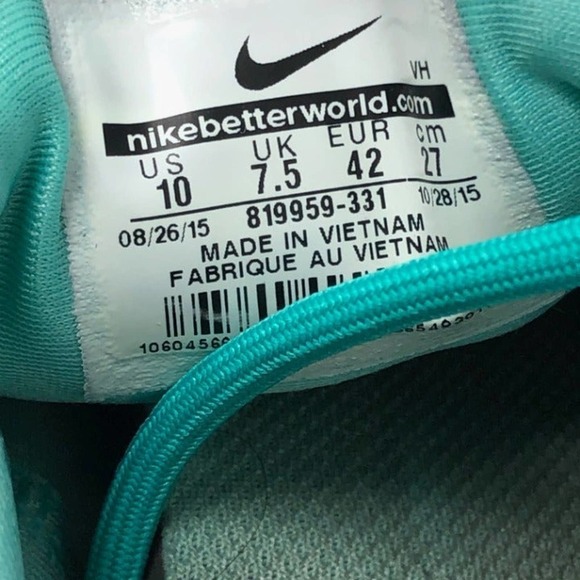 VH
nikebetterworld.com
US UK EUR cm
10 7.5 42 27
08/26/15 819959-331 10/28/15
MADE IN VIETNAM
FABRIQUE AU VIETNAM